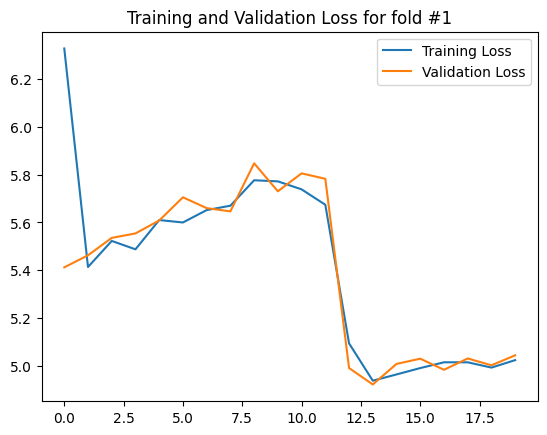 Training and Validation Loss for fold #1
Training Loss
Validation Loss
6.2
6.0
5.8
5.6
5.4
5.2
5.0
0.0 2.5 5.0 7.5 10.0 12.5 15.0 17.5